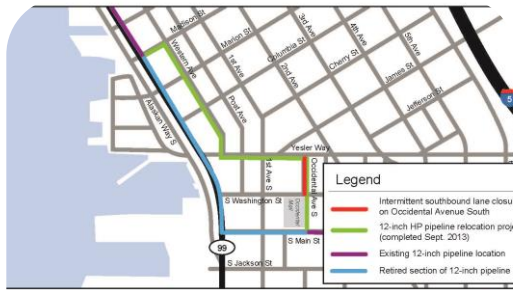 Madison St
Marion St
Columbia St
Cherry St
James St
Jefferson St
Western Ave
1st Ave
Post Ave
2nd Ave
3rd Ave
4th Ave
5th Ave
5
Alaskan Way S
Yesler Way
1st Ave S
Occidental Ave S
S Washington St
Occidental
99
S Main St
S Jackson St
Legend
Intermittent southbound lane closu
on Occidental Avenue South
12-inch HP pipeline relocation proje
(completed Sept. 2013)
Existing 12-inch pipeline location
Retired section of 12-inch pipeline